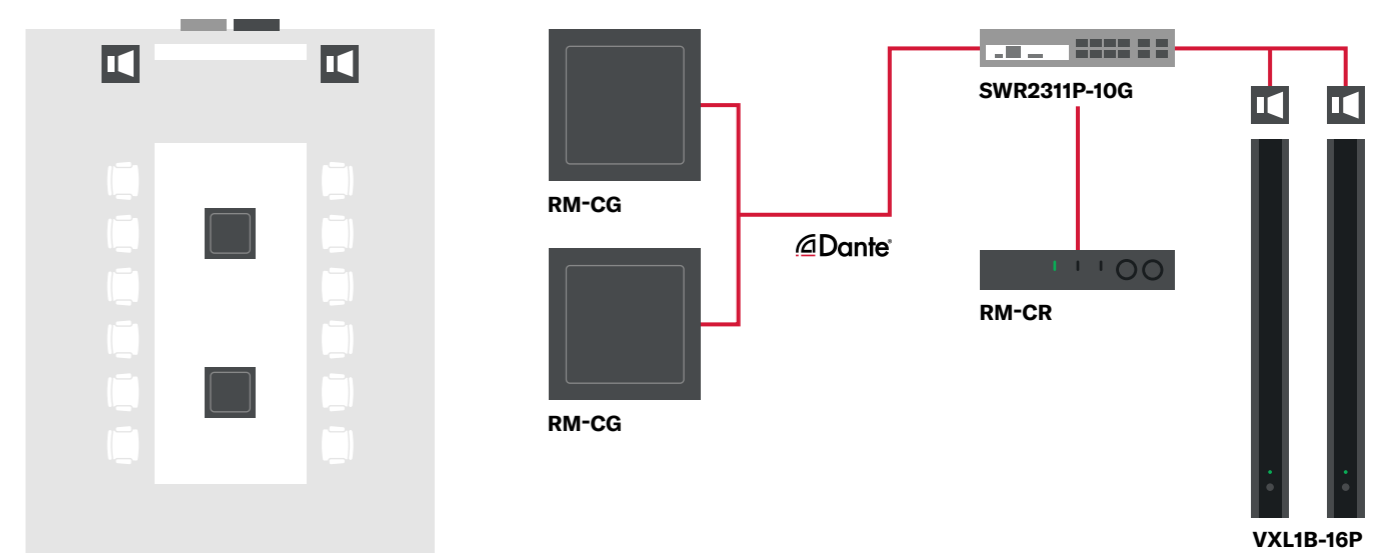 SWR2311P-10G
RM-CG
Dante®
RM-CR
RM-CG
VXL1B-16P